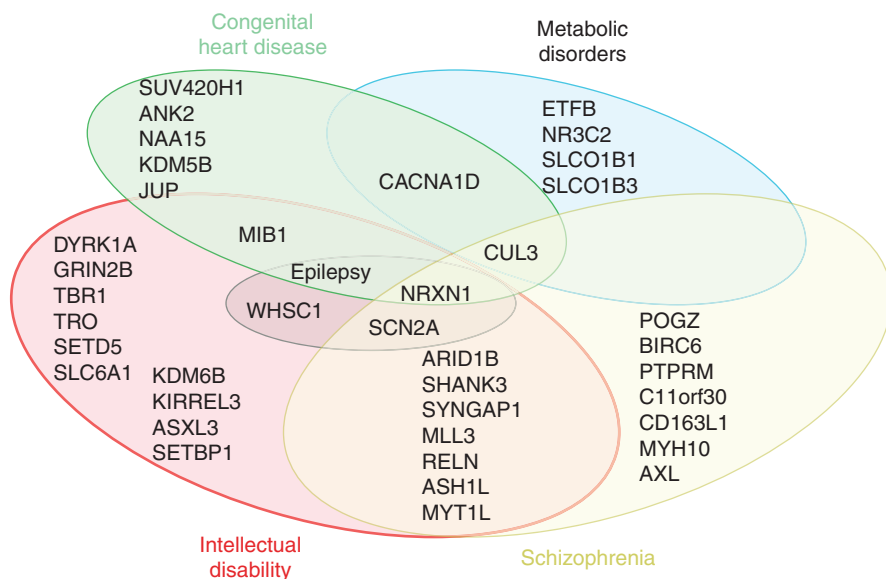 Congenital
heart disease
Metabolic
disorders
SUV420H1
ANK2
NAA15
KDM5B
JUP
ETFB
NR3C2
SLCO1B1
SLCO1B3
CACNA1D
MIB1
CUL3
DYRK1A
GRIN2B
TBR1
TRO
SETD5
SLC6A1
Epilepsy
WHSC1
NRXN1
SCN2A
KDM6B
KIRREL3
ASXL3
SETBP1
ARID1B
SHANK3
SYNGAP1
MLL3
RELN
ASH1L
MYT1L
POGZ
BIRC6
PTPRM
C11orf30
CD163L1
MYH10
AXL
Intellectual
disability
Schizophrenia